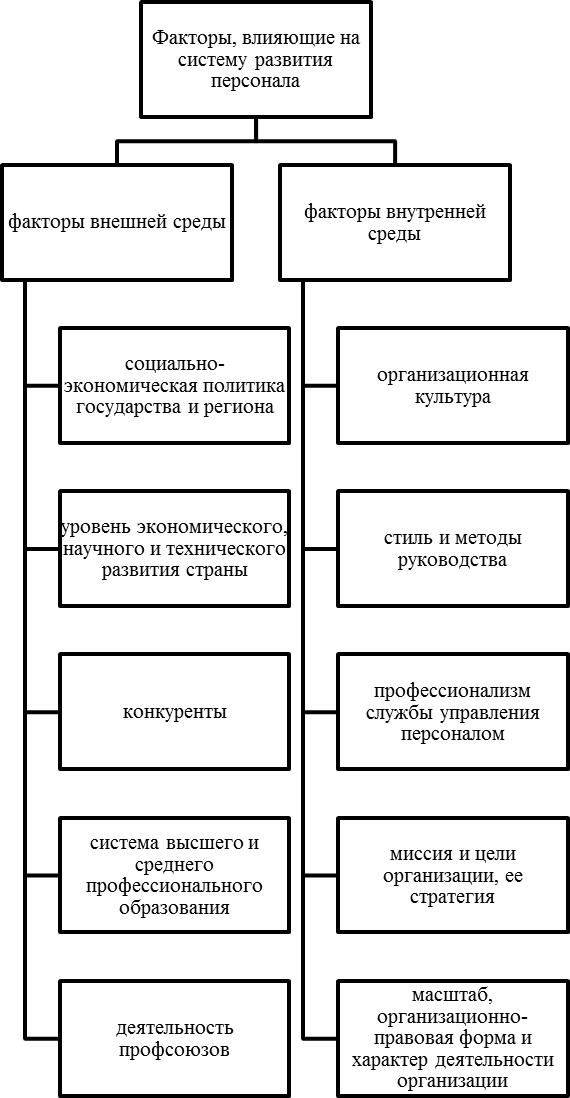 Факторы, влияющие на
систему развития
персонала
факторы внешней среды
факторы внутренней
среды
социально-
экономическая политика
государства и региона
организационная
культура
уровень экономического,
научного и технического
развития страны
стиль и методы
руководства
конкуренты
профессионализм
службы управления
персоналом
система высшего и
среднего
профессионального
образования
миссия и цели
организации, ее
стратегия
деятельность
профсоюзов
масштаб,
организационно-
правовая форма и
характер деятельности
организации